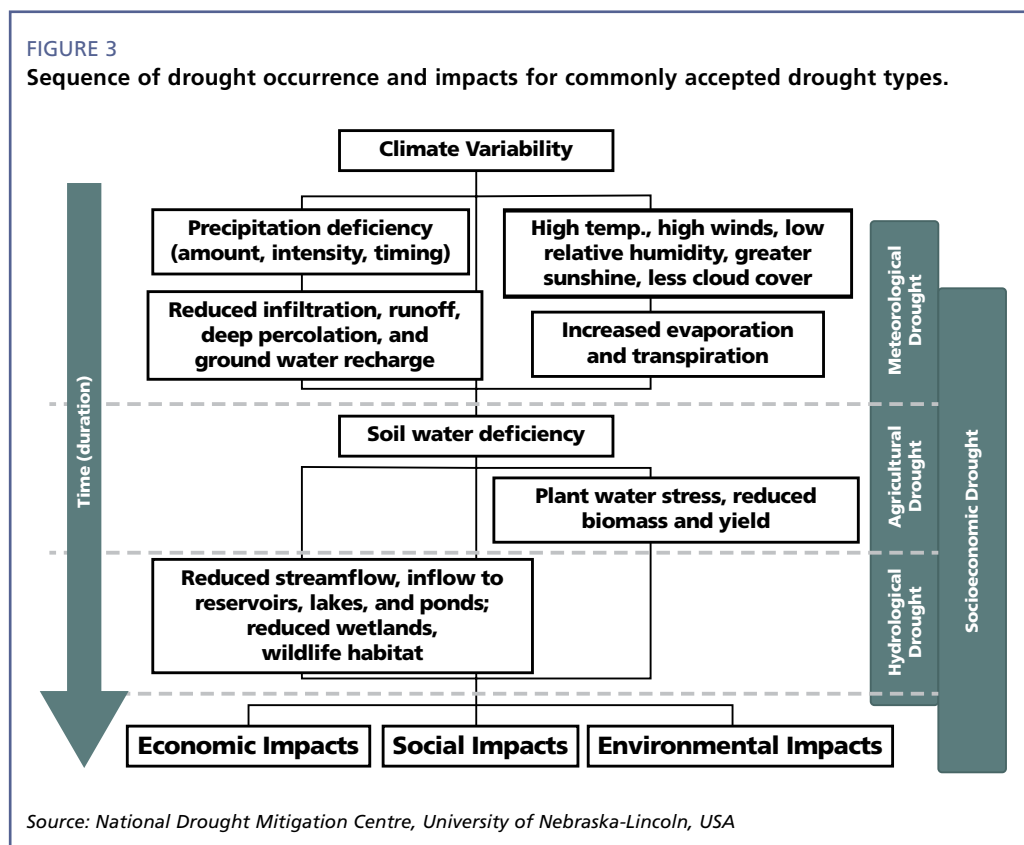 FIGURE 3
Sequence of drought occurrence and impacts for commonly accepted drought types.
Climate Variability
Precipitation deficiency
(amount, intensity, timing)
High temp., high winds, low
relative humidity, greater
sunshine, less cloud cover
Reduced infiltration, runoff,
deep percolation, and
ground water recharge
Increased evaporation
and transpiration
Soil water deficiency
Plant water stress, reduced
biomass and yield
Reduced streamflow, inflow to
reservoirs, lakes, and ponds;
reduced wetlands,
wildlife habitat
Economic Impacts
Social Impacts
Environmental Impacts
Time (duration)
Meteorological
Drought
Agricultural
Drought
Hydrological
Drought
Socioeconomic Drought
Source: National Drought Mitigation Centre, University of Nebraska-Lincoln, USA